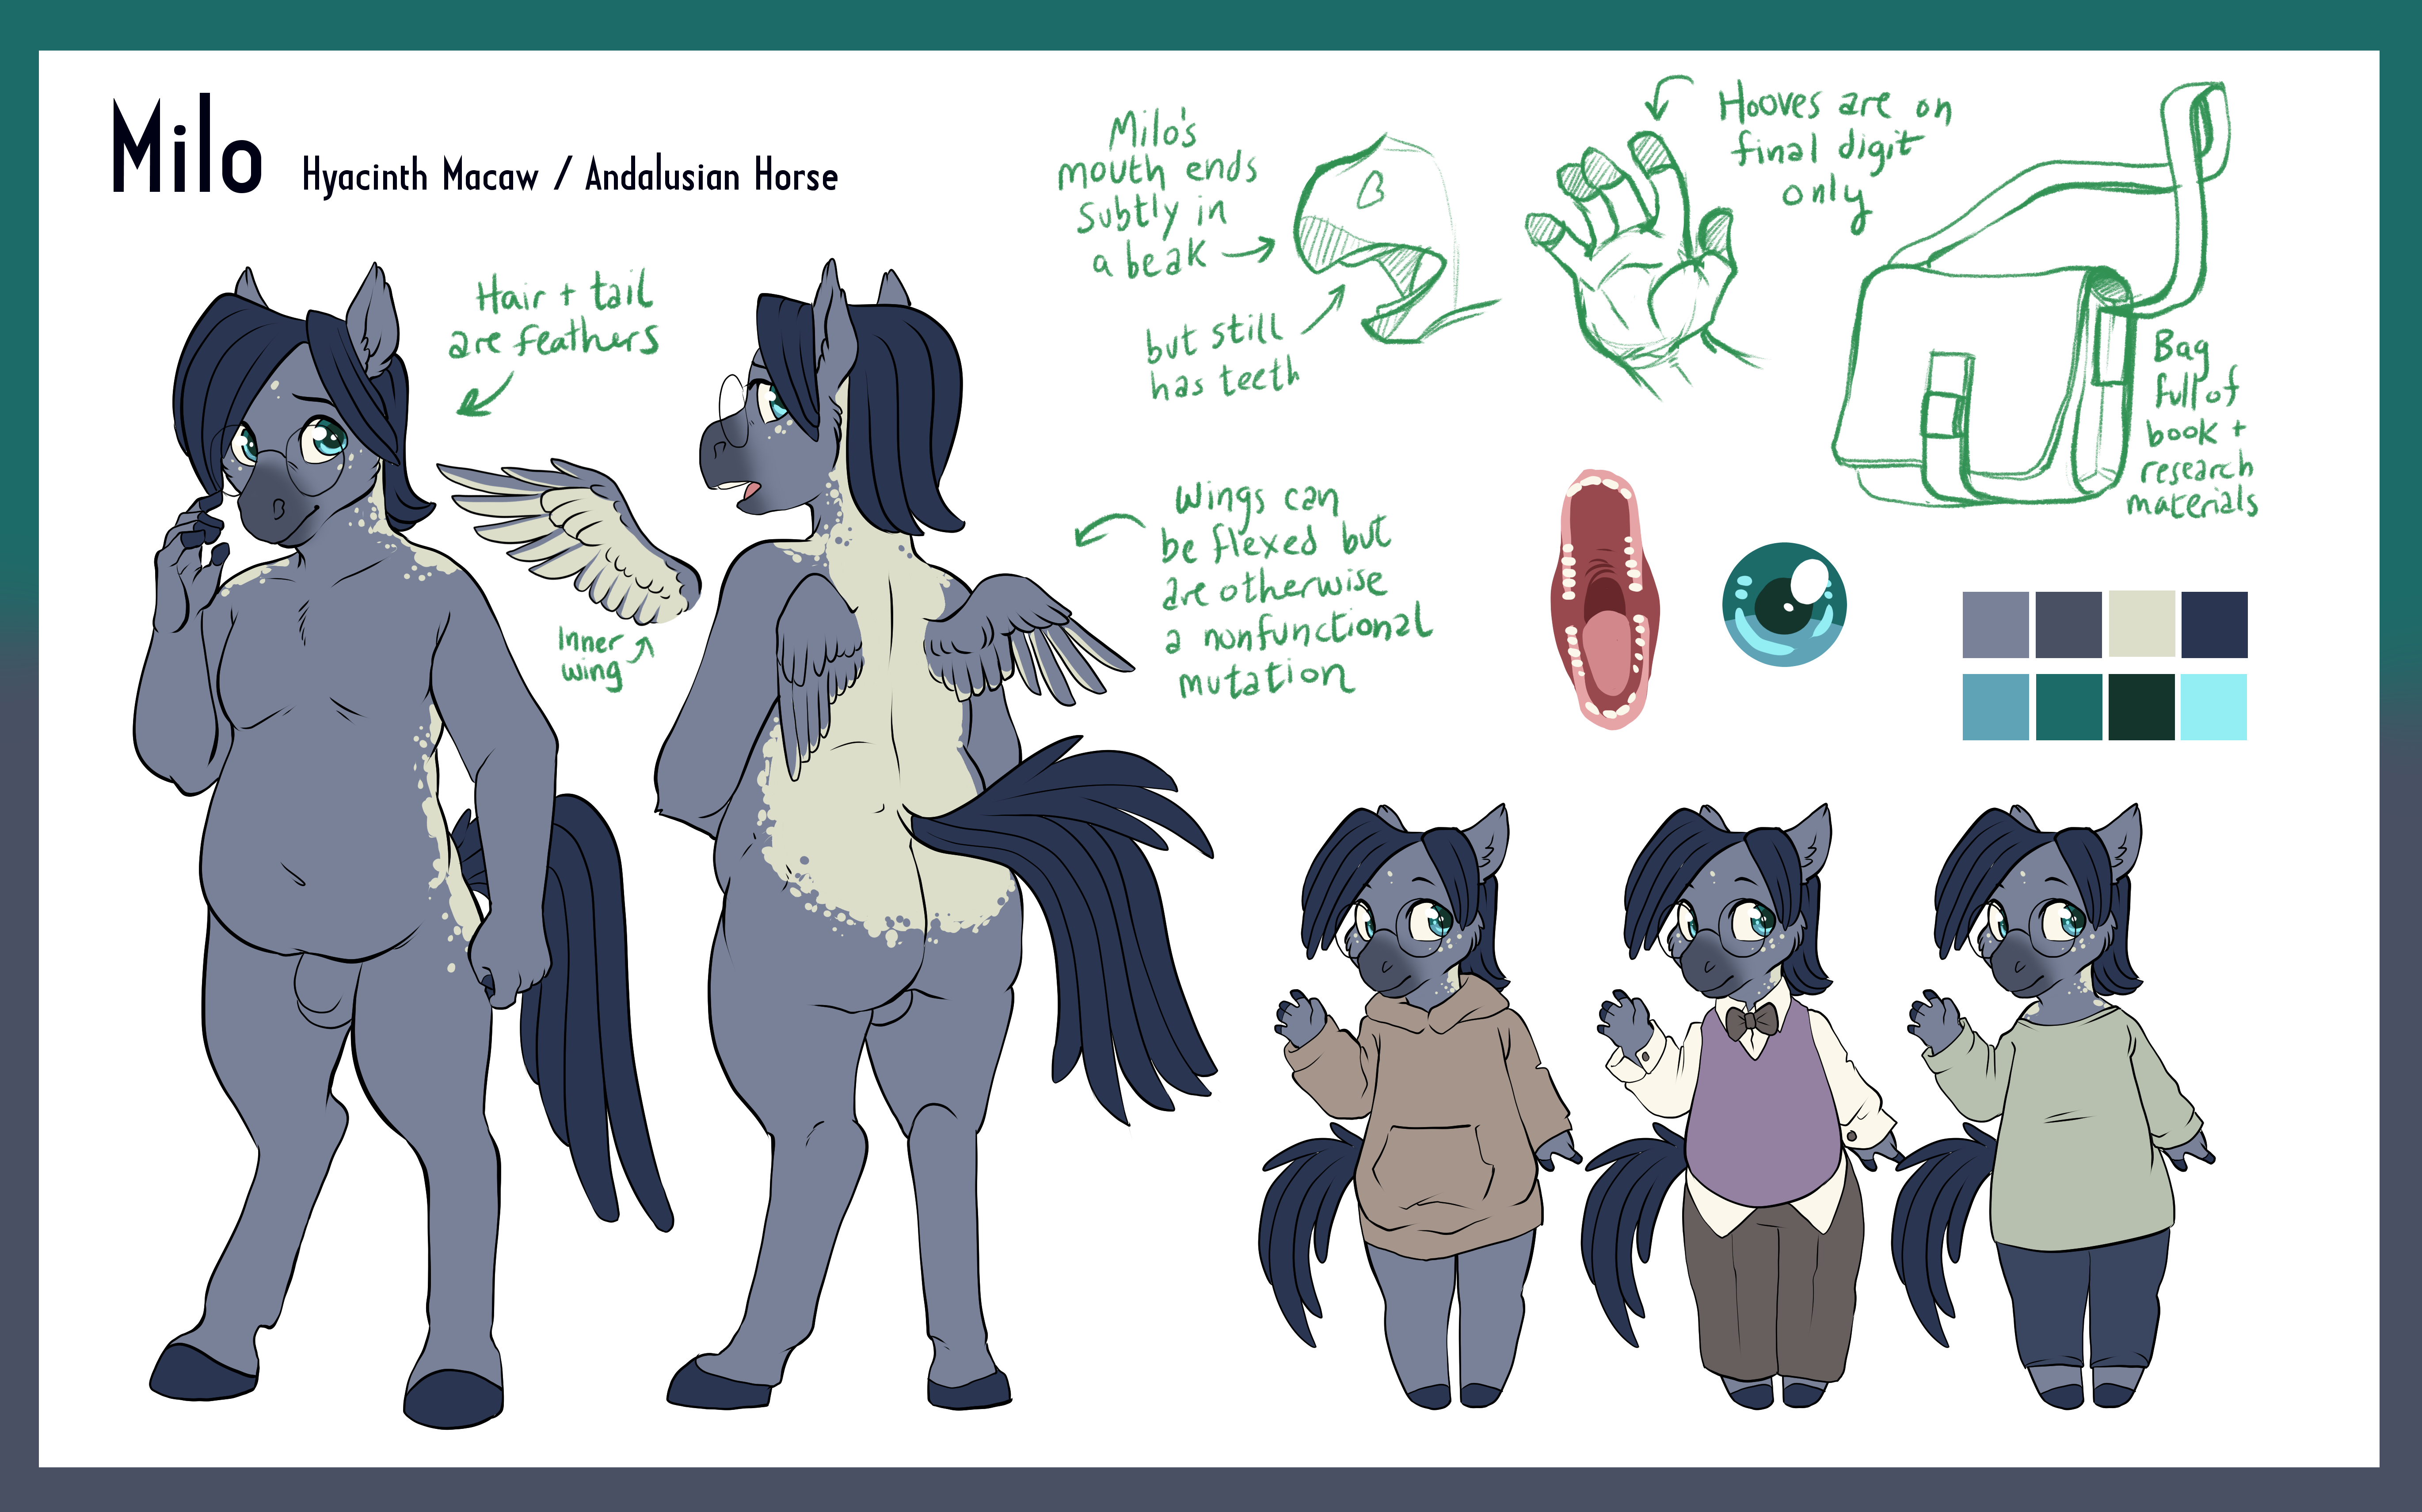 Milo
Hyacinth Macaw / Andalusian Horse
Hair + tail
are feathers
Inner
wing
Milo's
mouth ends
subtly in
a beak
but still
has teeth
Hooves are on
final digit
only
Bag
full of
book +
research
materials
Wings can
be flexed but
are otherwise
a nonfunctional
mutation